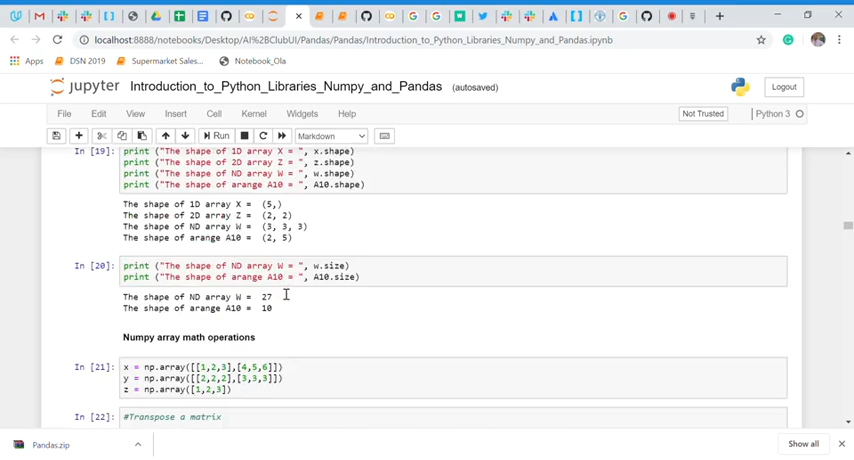 localhost:8888/notebooks/Desktop/AI%2BClubUI/Pandas/Pandas/Introduction_to_Python_Libraries_Numpy_and_Pandas.ipynb
Apps DSN 2019 Supermarket Sales... Notebook_Ola
jupyter Introduction_to_Python_Libraries_Numpy_and_Pandas (autosaved) Logout
File Edit View Insert Cell Kernel Widgets Help Not Trusted Python 3
Run Markdown
In [19]: print ("The shape of 1D array X = ", x.shape)
print ("The shape of 2D array Z = ", z.shape)
print ("The shape of ND array W = ", w.shape)
print ("The shape of arange A10 = ", A10.shape)
The shape of 1D array X =  (5,)
The shape of 2D array Z =  (2, 2)
The shape of ND array W =  (3, 3, 3)
The shape of arange A10 =  (2, 5)
In [20]: print ("The shape of ND array W = ", w.size)
print ("The shape of arange A10 = ", A10.size)
The shape of ND array W =  27
The shape of arange A10 =  10
Numpy array math operations
In [21]: x = np.array([[1,2,3],[4,5,6]])
y = np.array([[2,2,2],[3,3,3]])
z = np.array([1,2,3])
In [22]: #Transpose a matrix
Pandas.zip Show all